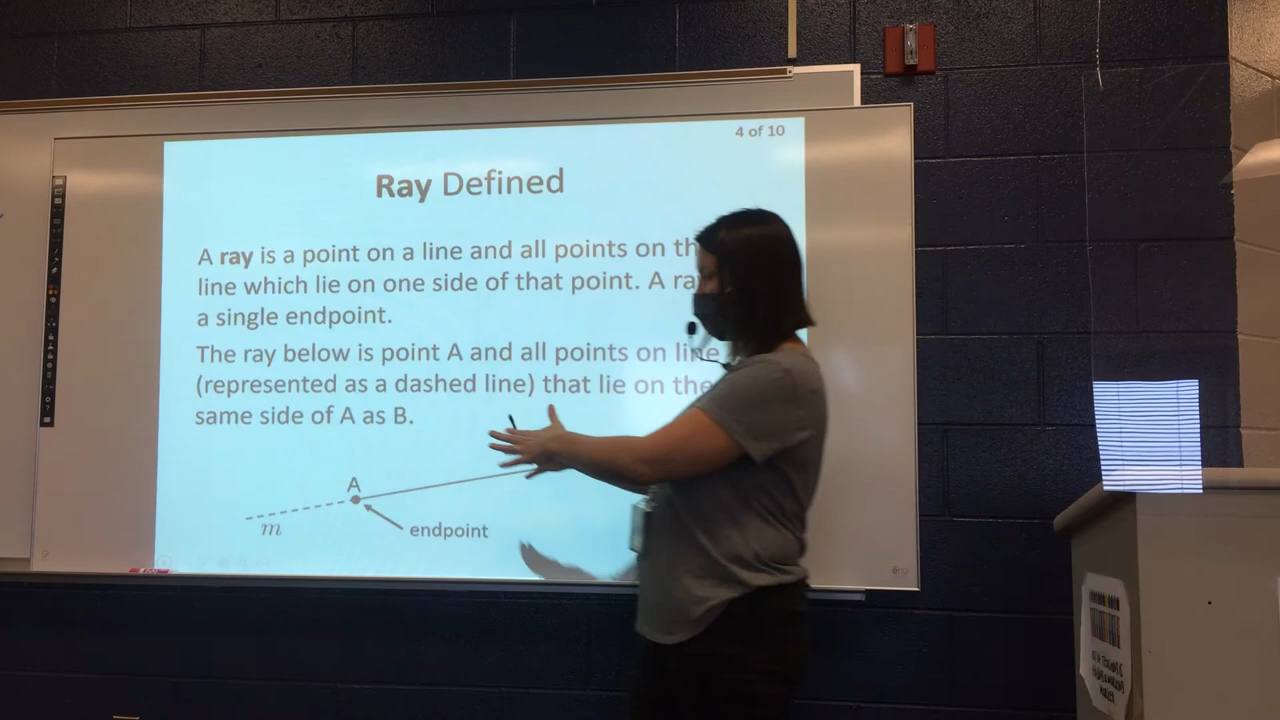 4 of 10
Ray Defined
A ray is a point on a line and all points on th
line which lie on one side of that point. A ra
a single endpoint.
The ray below is point A and all points on line
(represented as a dashed line) that lie on the
same side of A as B.
A
m
endpoint